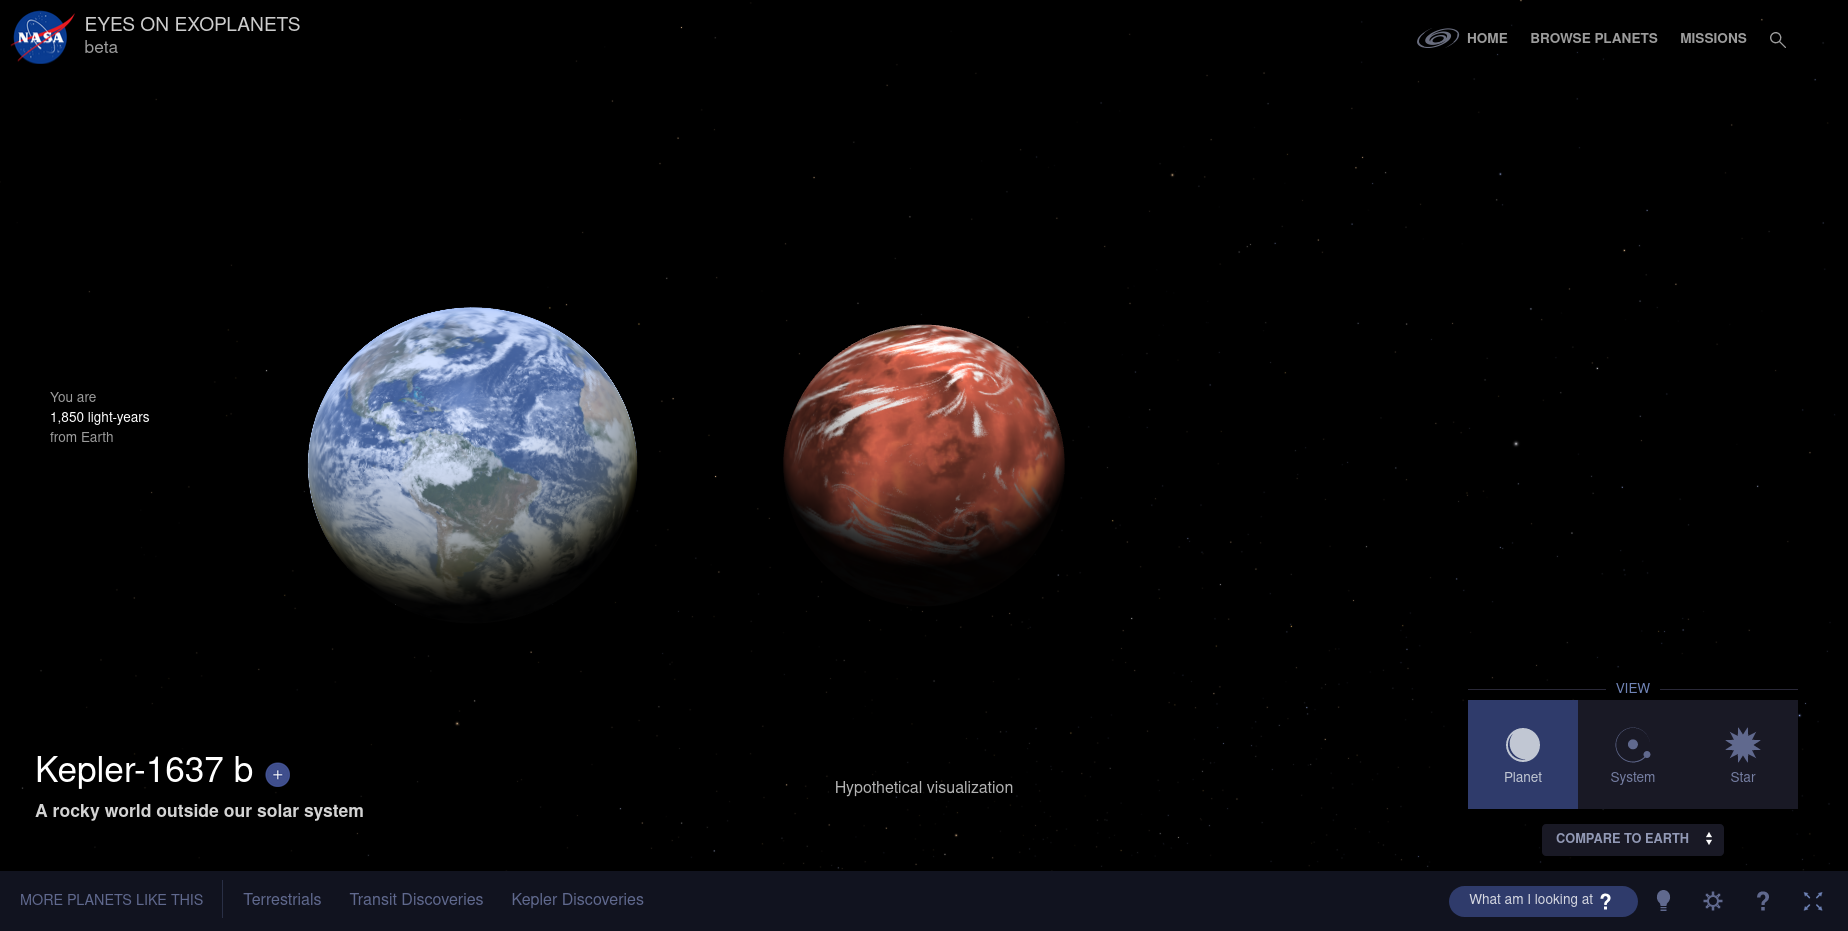 NASA
EYES ON EXOPLANETS
beta
HOME
BROWSE PLANETS
MISSIONS
You are
1,850 light-years
from Earth
VIEW
Planet
System
Star
Kepler-1637 b +
A rocky world outside our solar system
Hypothetical visualization
COMPARE TO EARTH
MORE PLANETS LIKE THIS
Terrestrials
Transit Discoveries
Kepler Discoveries
What am I looking at ?
?